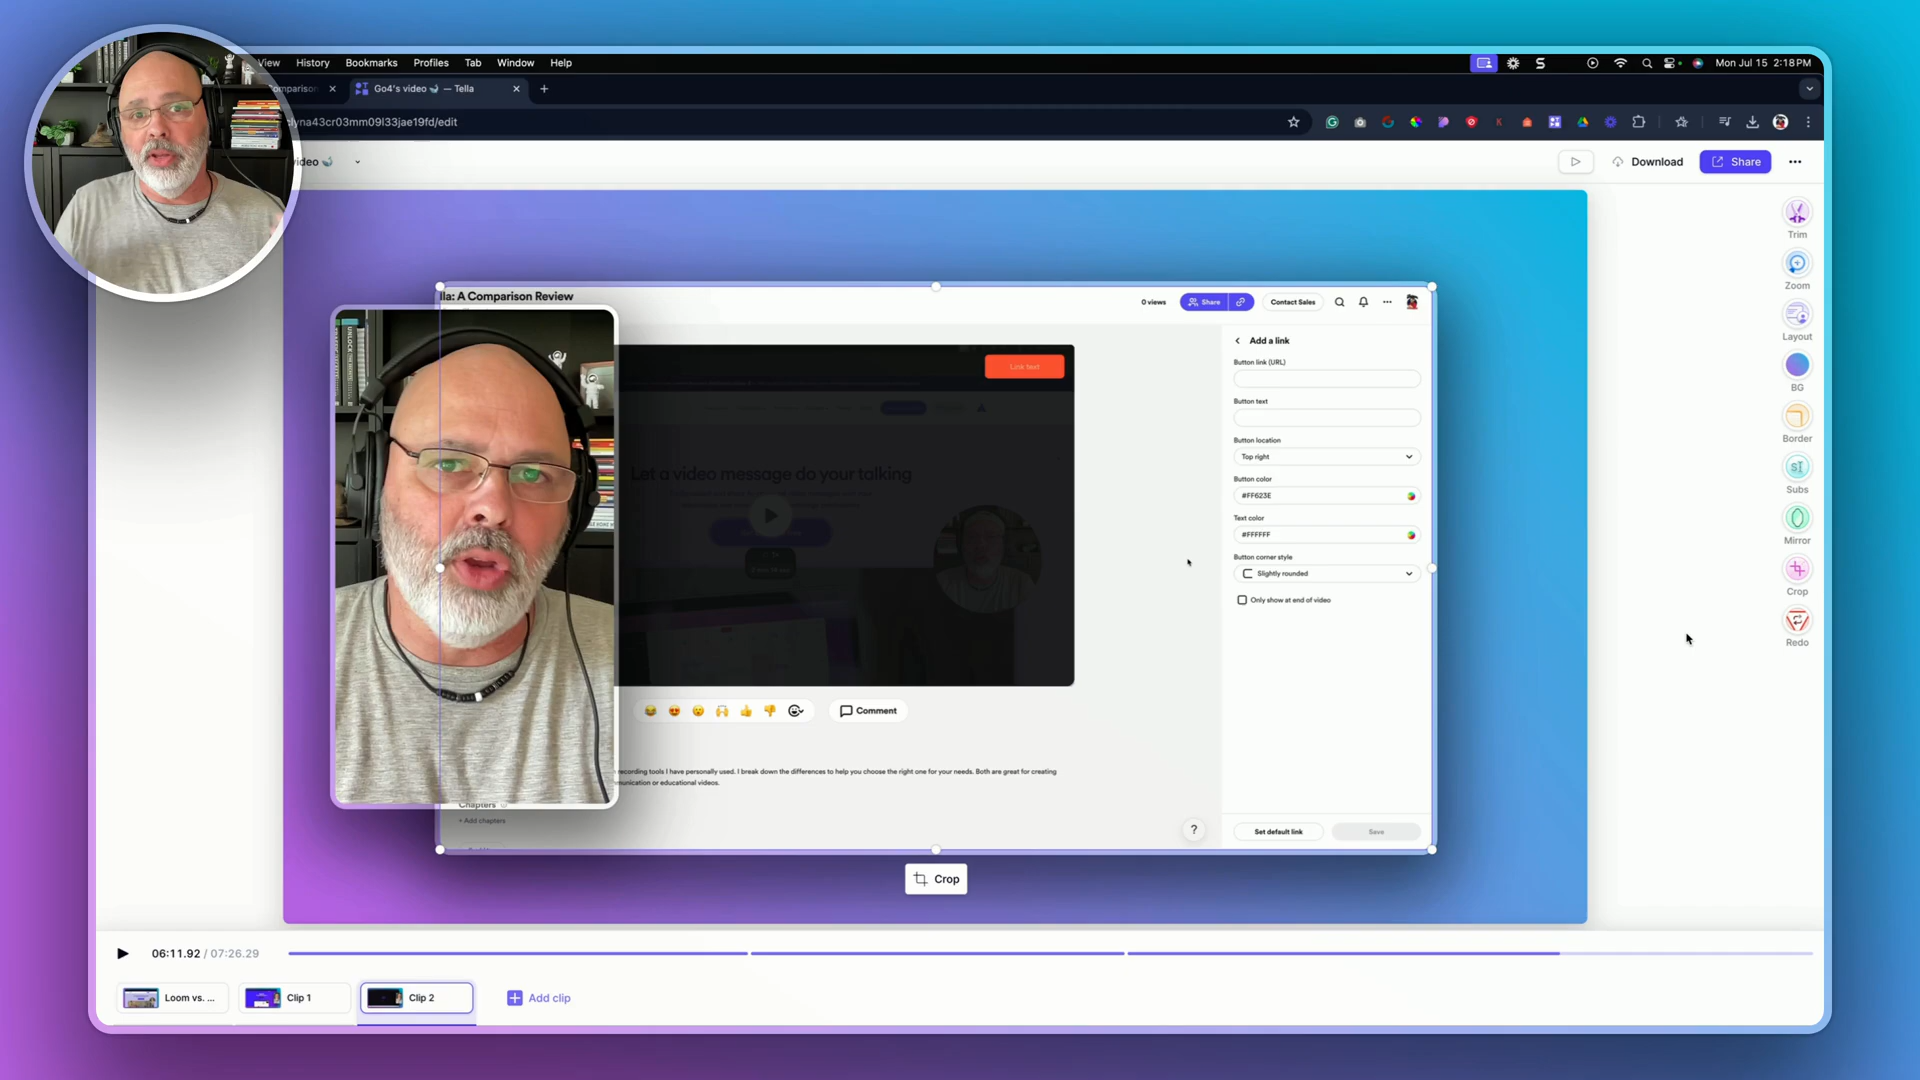 View History Bookmarks Profiles Tab Window Help
Mon Jul 15 2:18PM
Comparison
Go4's video 🐋 — Tella
dyna43cr03mm09l33jae19fd/edit
video 🐋
Download
Share
Trim
Zoom
Layout
BG
Border
Subs
Mirror
Crop
Redo
lla: A Comparison Review
0 views
Share
Contact Sales
Add a link
Button link (URL)
Button text
Button location
Top right
Button color
#FF623E
Text color
#FFFFFF
Button corner style
Slightly rounded
Only show at end of video
Set default link
Save
Link text
Let a video message do your talking
Comment
recording tools I have personally used. I break down the differences to help you choose the right one for your needs. Both are great for creating
munication or educational videos.
Chapters
+ Add chapters
?
Crop
06:11.92 / 07:26.29
Loom vs. ...
Clip 1
Clip 2
Add clip